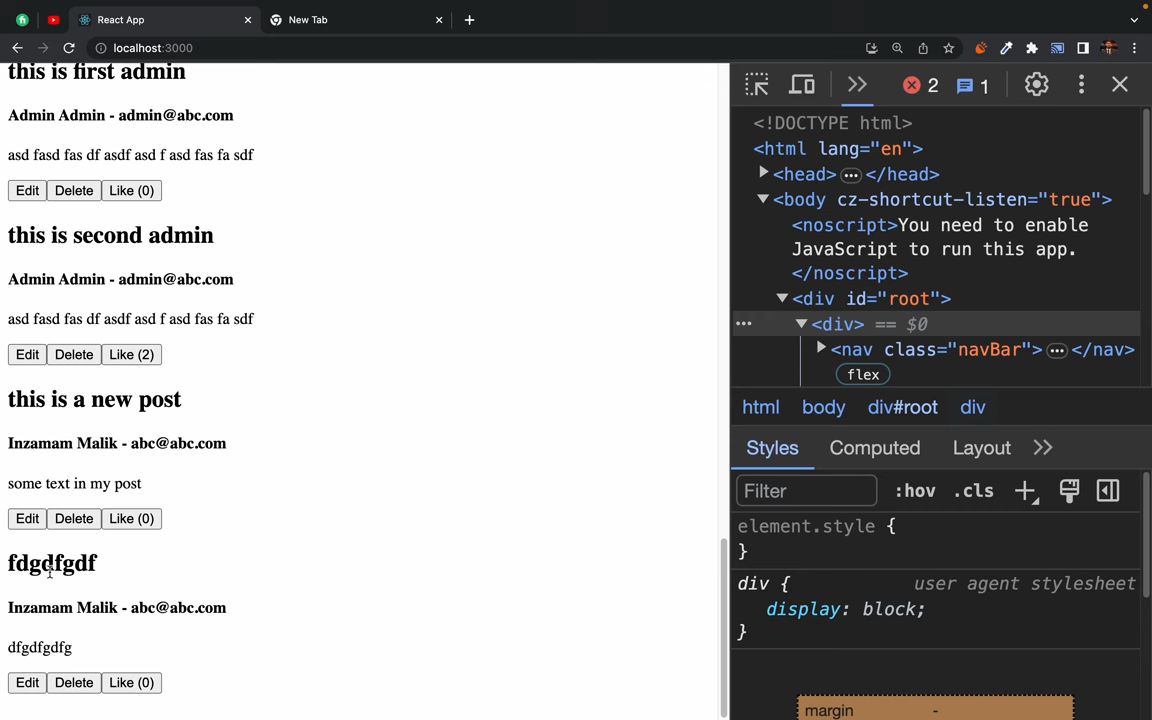 React App
New Tab
localhost:3000
this is first admin
Admin Admin - admin@abc.com
asd fasd fas df asdf asd f asd fas fa sdf
Edit Delete Like (0)
this is second admin
Admin Admin - admin@abc.com
asd fasd fas df asdf asd f asd fas fa sdf
Edit Delete Like (2)
this is a new post
Inzamam Malik - abc@abc.com
some text in my post
Edit Delete Like (0)
fdgdfgdf
Inzamam Malik - abc@abc.com
dfgdfgdfg
Edit Delete Like (0)
2 1
<!DOCTYPE html>
<html lang="en">
<head> … </head>
<body cz-shortcut-listen="true">
<noscript>You need to enable
JavaScript to run this app.
</noscript>
<div id="root">
… <div> == $0
<nav class="navBar"> … </nav>
flex
html body div#root div
Styles Computed Layout
Filter :hov .cls
element.style {
}
div { user agent stylesheet
display: block;
}
margin -